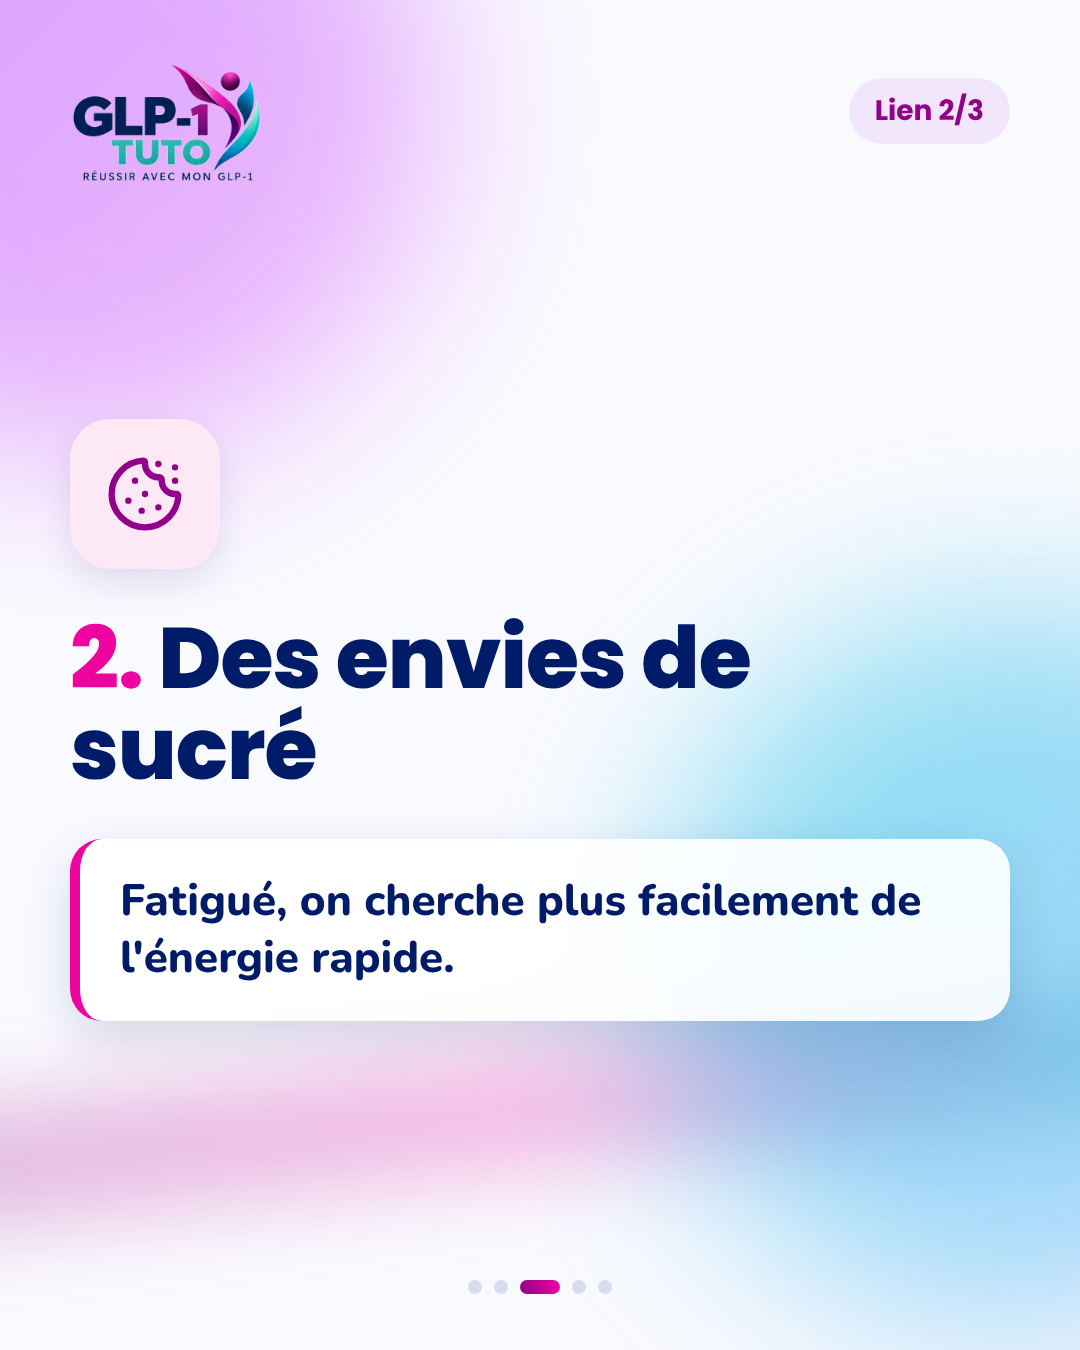 GLP-1
TUTO
RÉUSSIR AVEC MON GLP-1
Lien 2/3
2. Des envies de
sucré
Fatigué, on cherche plus facilement de
l'énergie rapide.